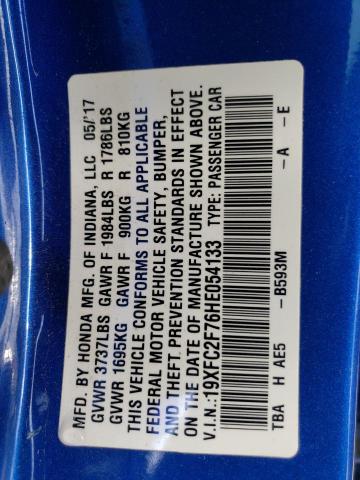 MFD. BY HONDA MFG. OF INDIANA, LLC 05/'17
GVWR 3737LBS GAWR F 1984LBS R 1786LBS
GVWR 1695KG GAWR F 900KG R 810KG
THIS VEHICLE CONFORMS TO ALL APPLICABLE
FEDERAL MOTOR VEHICLE SAFETY, BUMPER,
AND THEFT PREVENTION STANDARDS IN EFFECT
ON THE DATE OF MANUFACTURE SHOWN ABOVE.
V.I.N.:19XFC2F76HE054133 TYPE: PASSENGER CAR
TBA H AE5 -B593M -A -E